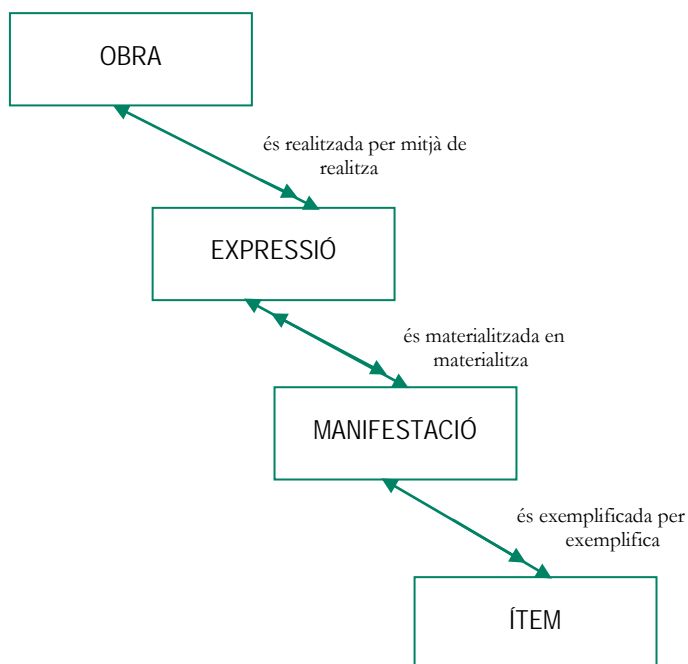 OBRA
és realitzada per mitjà de
realitza
EXPRESSIÓ
és materialitzada en
materialitza
MANIFESTACIÓ
és exemplificada per
exemplifica
ÍTEM